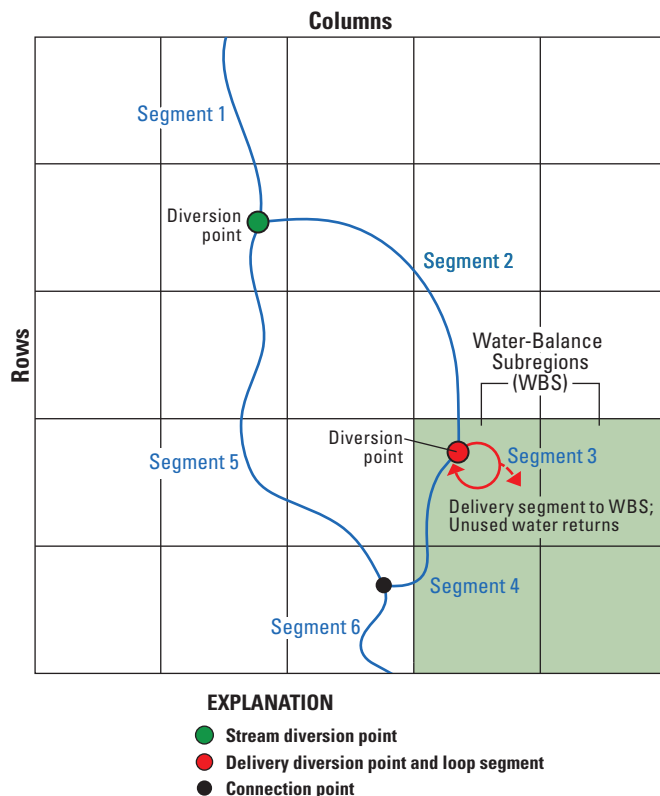 Columns
Rows
Segment 1
Diversion
point
Segment 2
Water-Balance
Subregions
(WBS)
Diversion
point
Segment 3
Segment 5
Delivery segment to WBS;
Unused water returns
Segment 4
Segment 6
EXPLANATION
Stream diversion point
Delivery diversion point and loop segment
Connection point